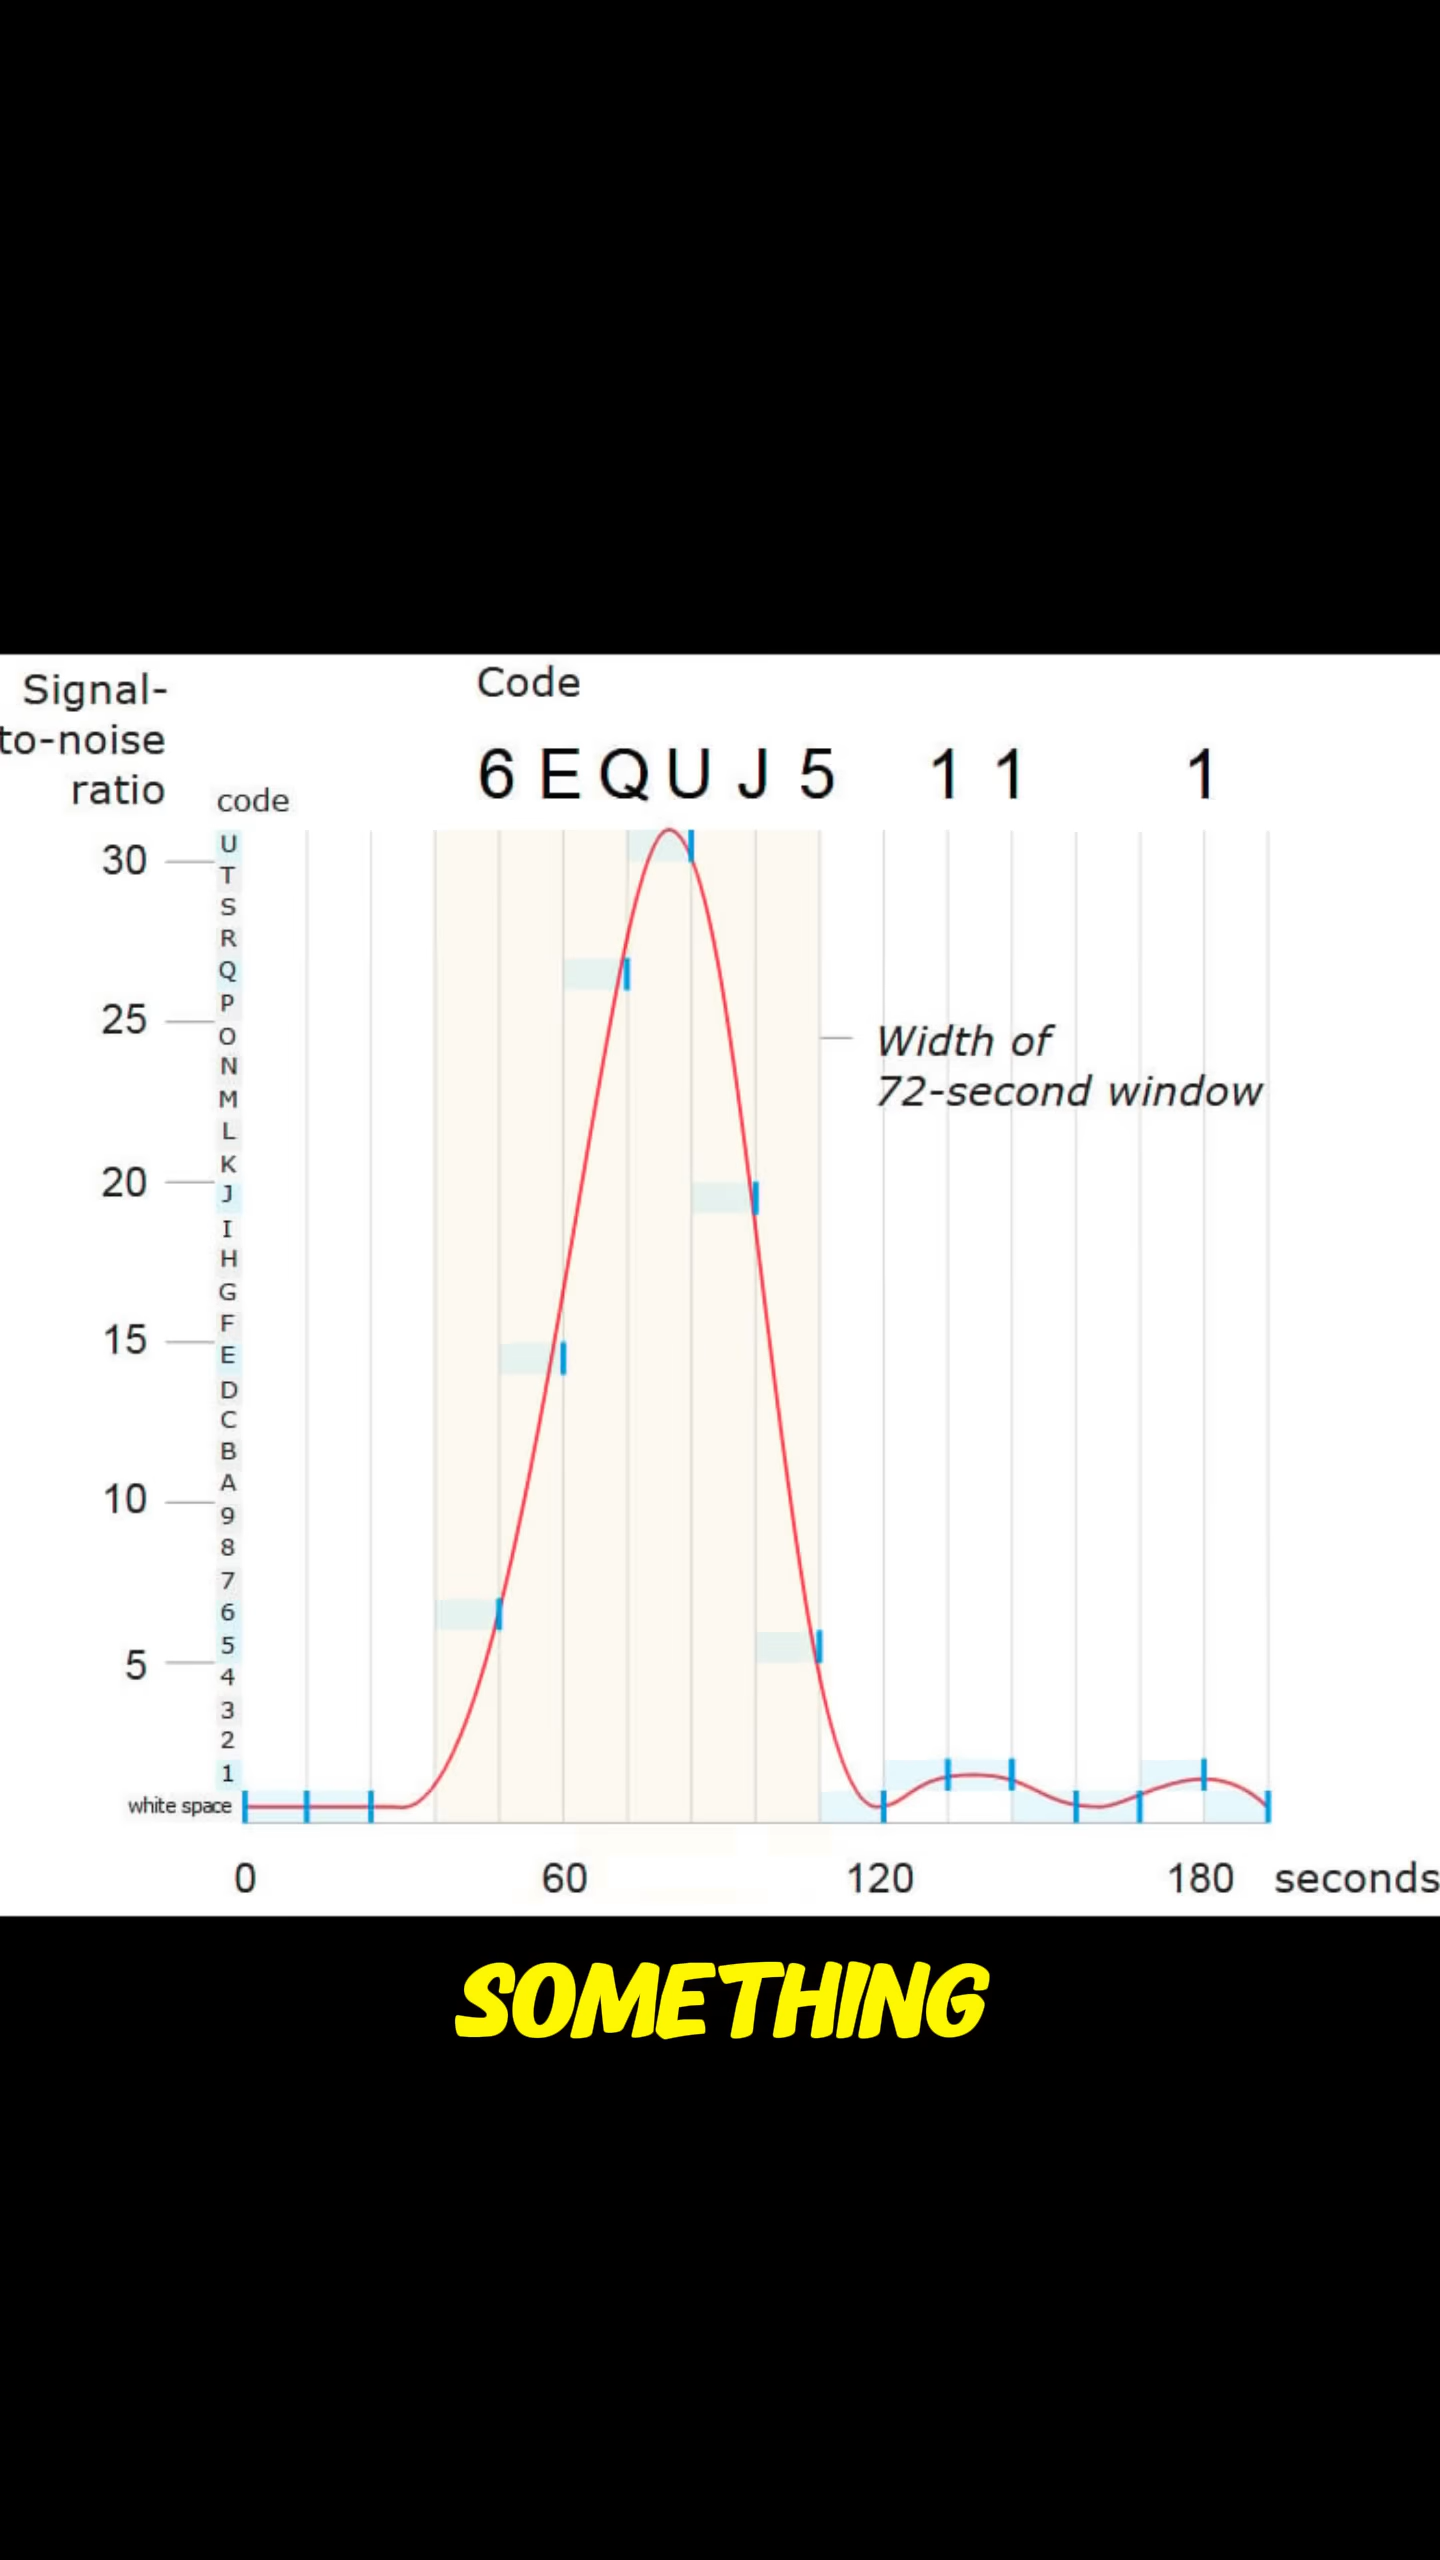 Signal-
to-noise
ratio
Code
6 E Q U J 5 1 1 1
code
30
25
20
15
10
5
U
T
S
R
Q
P
O
N
M
L
K
J
I
H
G
F
E
D
C
B
A
9
8
7
6
5
4
3
2
1
white space
Width of
72-second window
0 60 120 180 seconds
SOMETHING